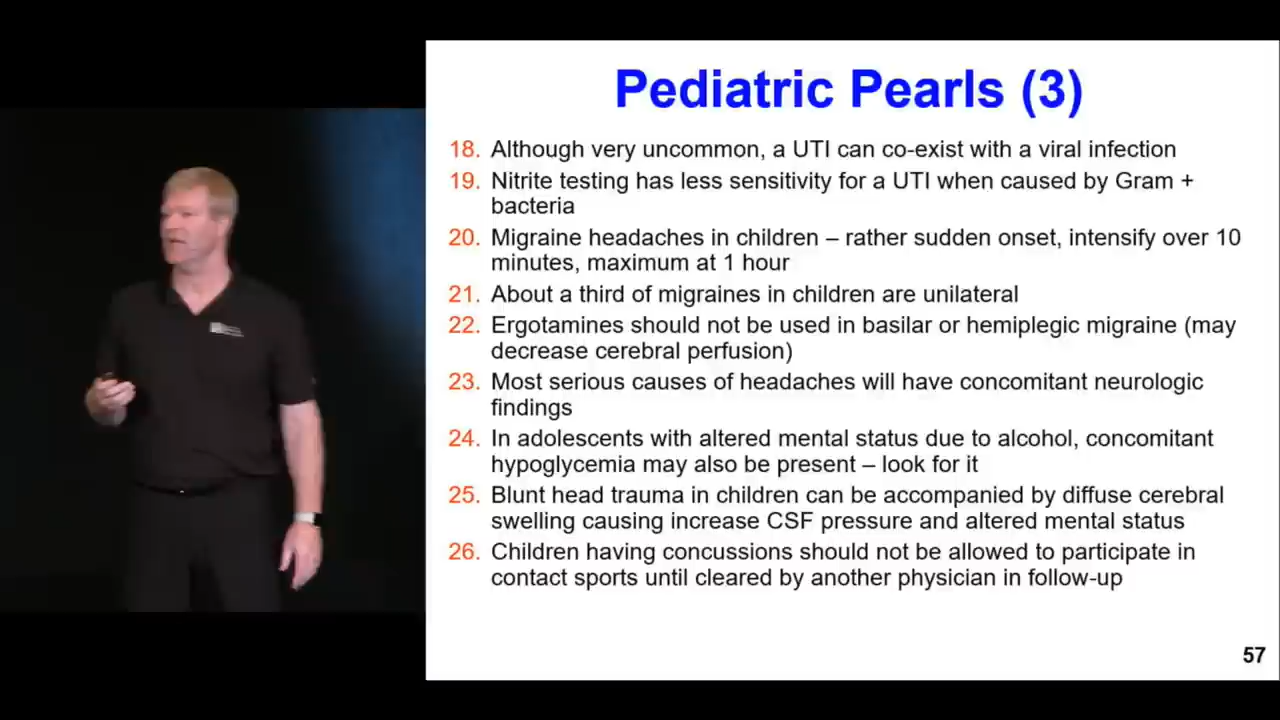 Pediatric Pearls (3)
18. Although very uncommon, a UTI can co-exist with a viral infection
19. Nitrite testing has less sensitivity for a UTI when caused by Gram +
bacteria
20. Migraine headaches in children – rather sudden onset, intensify over 10
minutes, maximum at 1 hour
21. About a third of migraines in children are unilateral
22. Ergotamines should not be used in basilar or hemiplegic migraine (may
decrease cerebral perfusion)
23. Most serious causes of headaches will have concomitant neurologic
findings
24. In adolescents with altered mental status due to alcohol, concomitant
hypoglycemia may also be present – look for it
25. Blunt head trauma in children can be accompanied by diffuse cerebral
swelling causing increase CSF pressure and altered mental status
26. Children having concussions should not be allowed to participate in
contact sports until cleared by another physician in follow-up
57